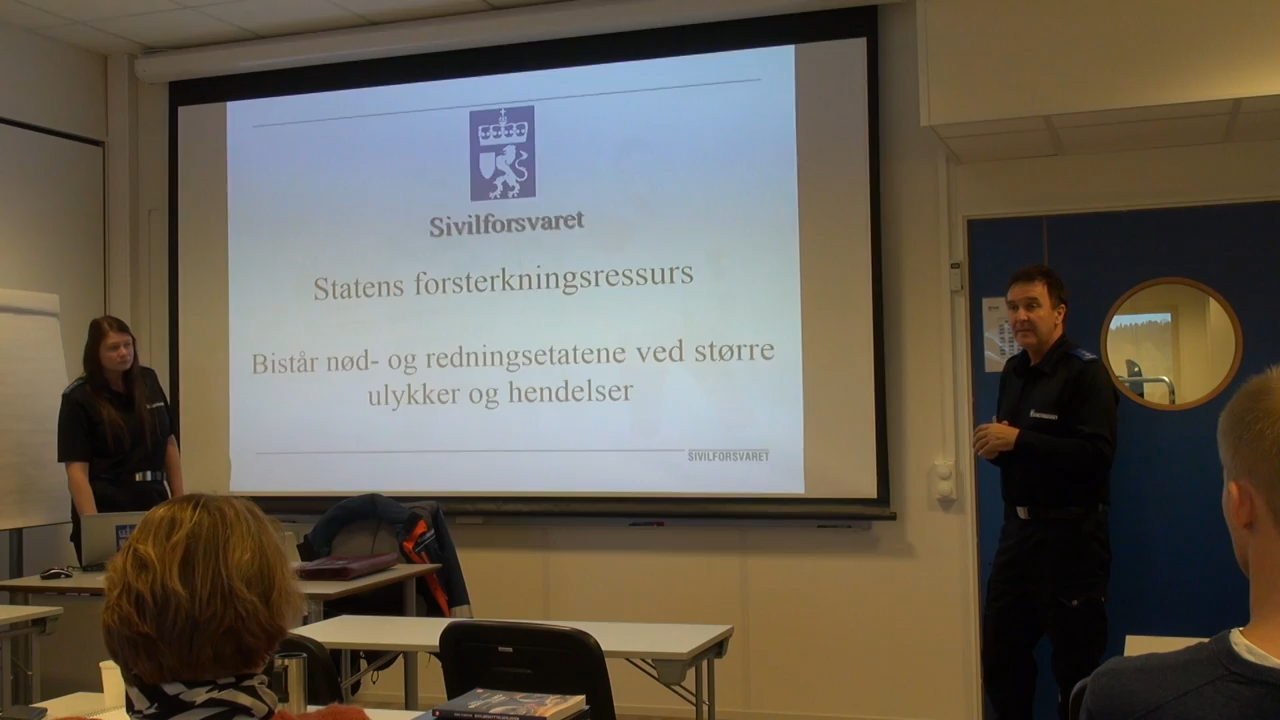 Sivilforsvaret
Statens forsterkningsressurs
Bistår nød- og redningsetatene ved større
ulykker og hendelser
SIVILFORSVARET